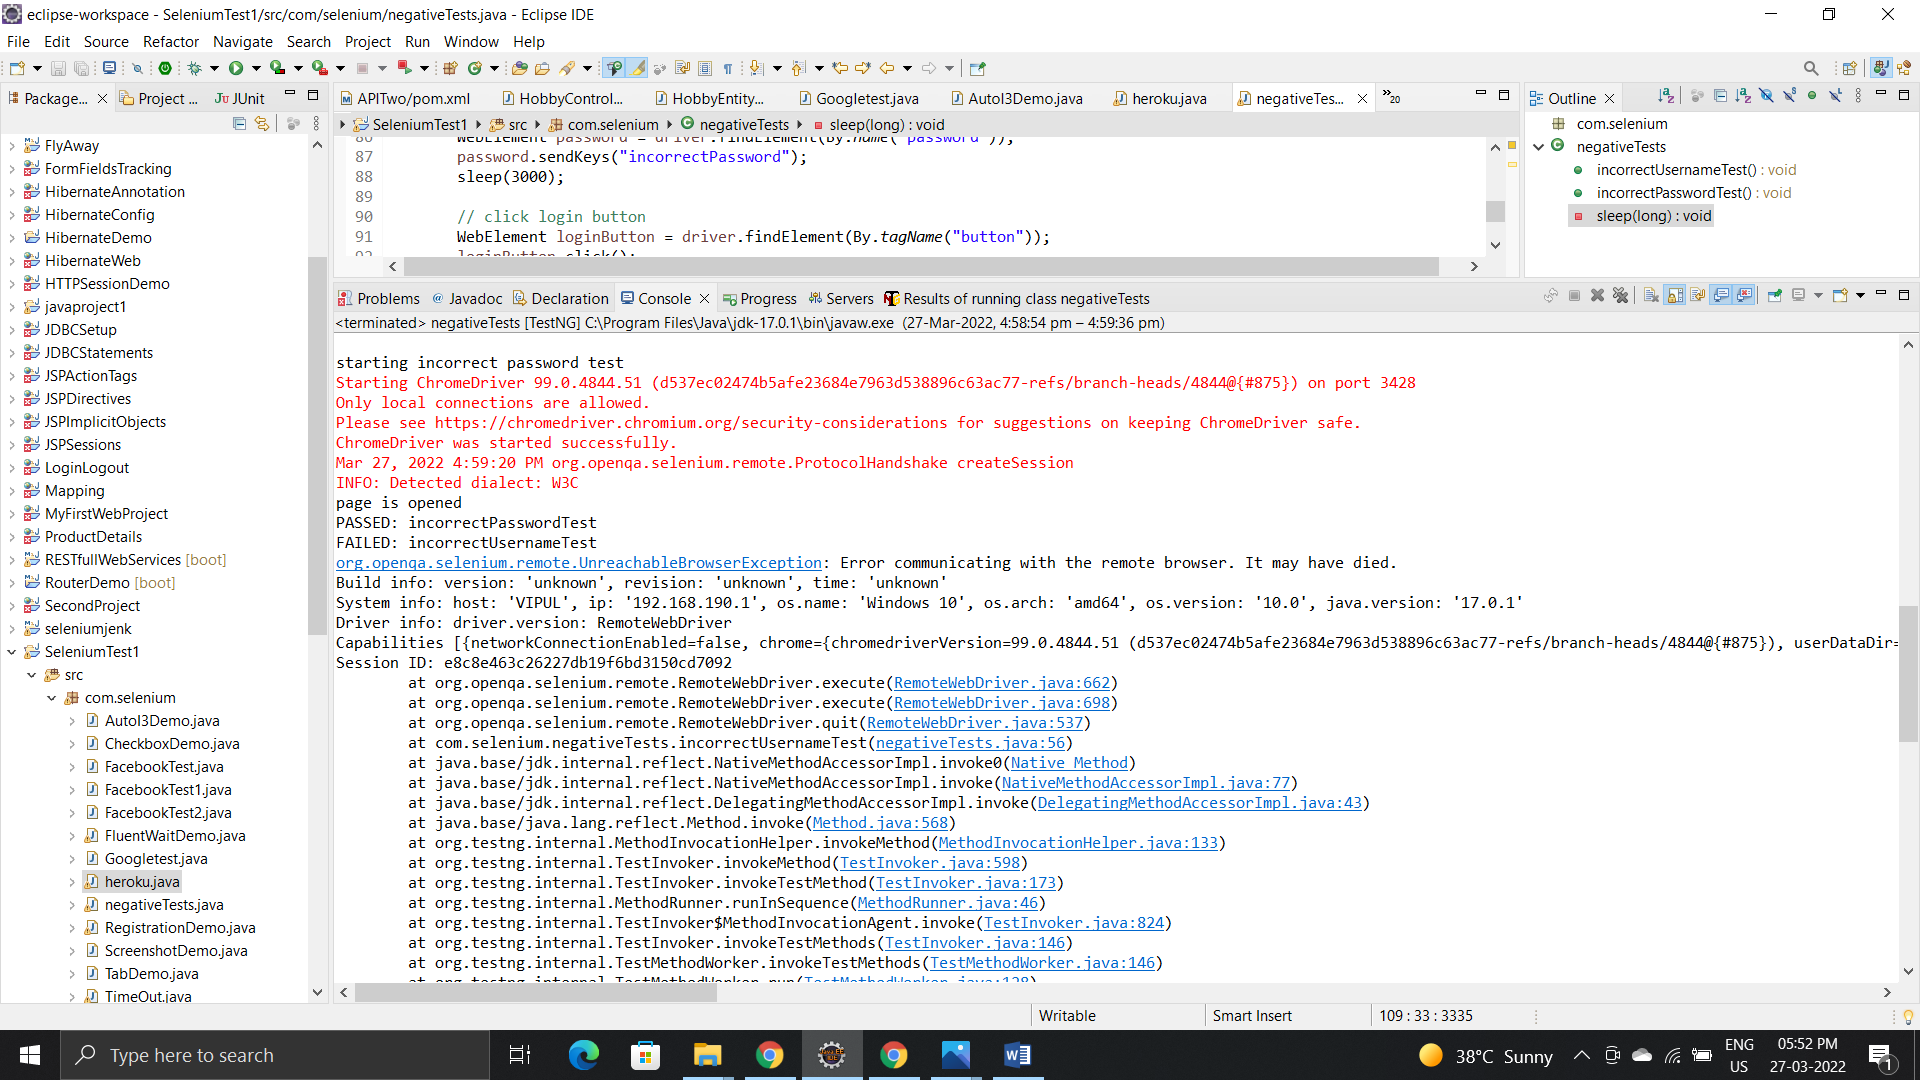 eclipse-workspace - SeleniumTest1/src/com/selenium/negativeTests.java - Eclipse IDE
File Edit Source Refactor Navigate Search Project Run Window Help
Package... Project ... JUnit
FlyAway
FormFieldsTracking
HibernateAnnotation
HibernateConfig
HibernateDemo
HibernateWeb
HTTPSessionDemo
javaproject1
JDBCSetup
JDBCStatements
JSPActionTags
JSPDirectives
JSPImplicitObjects
JSPSessions
LoginLogout
Mapping
MyFirstWebProject
ProductDetails
RESTfullWebServices [boot]
RouterDemo [boot]
SecondProject
seleniumjenk
SeleniumTest1
src
com.selenium
AutoI3Demo.java
CheckboxDemo.java
FacebookTest.java
FacebookTest1.java
FacebookTest2.java
FluentWaitDemo.java
Googletest.java
heroku.java
negativeTests.java
RegistrationDemo.java
ScreenshotDemo.java
TabDemo.java
TimeOut.java
APITwo/pom.xml HobbyControl... HobbyEntity... Googletest.java AutoI3Demo.java heroku.java negativeTes... »20
SeleniumTest1 src com.selenium negativeTests sleep(long) : void
86 WebElement password = driver.findElement(By.name("password"));
87 password.sendKeys("incorrectPassword");
88 sleep(3000);
89
90 // click login button
91 WebElement loginButton = driver.findElement(By.tagName("button"));
92 loginButton.click();
Outline
com.selenium
negativeTests
incorrectUsernameTest() : void
incorrectPasswordTest() : void
sleep(long) : void
Problems Javadoc Declaration Console Progress Servers Results of running class negativeTests
<terminated> negativeTests [TestNG] C:\Program Files\Java\jdk-17.0.1\bin\javaw.exe (27-Mar-2022, 4:58:54 pm – 4:59:36 pm)
starting incorrect password test
Starting ChromeDriver 99.0.4844.51 (d537ec02474b5afe23684e7963d538896c63ac77-refs/branch-heads/4844@{#875}) on port 3428
Only local connections are allowed.
Please see https://chromedriver.chromium.org/security-considerations for suggestions on keeping ChromeDriver safe.
ChromeDriver was started successfully.
Mar 27, 2022 4:59:20 PM org.openqa.selenium.remote.ProtocolHandshake createSession
INFO: Detected dialect: W3C
page is opened
PASSED: incorrectPasswordTest
FAILED: incorrectUsernameTest
org.openqa.selenium.remote.UnreachableBrowserException: Error communicating with the remote browser. It may have died.
Build info: version: 'unknown', revision: 'unknown', time: 'unknown'
System info: host: 'VIPUL', ip: '192.168.190.1', os.name: 'Windows 10', os.arch: 'amd64', os.version: '10.0', java.version: '17.0.1'
Driver info: driver.version: RemoteWebDriver
Capabilities [{networkConnectionEnabled=false, chrome={chromedriverVersion=99.0.4844.51 (d537ec02474b5afe23684e7963d538896c63ac77-refs/branch-heads/4844@{#875}), userDataDir=
Session ID: e8c8e463c26227db19f6bd3150cd7092
at org.openqa.selenium.remote.RemoteWebDriver.execute(RemoteWebDriver.java:662)
at org.openqa.selenium.remote.RemoteWebDriver.execute(RemoteWebDriver.java:698)
at org.openqa.selenium.remote.RemoteWebDriver.quit(RemoteWebDriver.java:537)
at com.selenium.negativeTests.incorrectUsernameTest(negativeTests.java:56)
at java.base/jdk.internal.reflect.NativeMethodAccessorImpl.invoke0(Native Method)
at java.base/jdk.internal.reflect.NativeMethodAccessorImpl.invoke(NativeMethodAccessorImpl.java:77)
at java.base/jdk.internal.reflect.DelegatingMethodAccessorImpl.invoke(DelegatingMethodAccessorImpl.java:43)
at java.base/java.lang.reflect.Method.invoke(Method.java:568)
at org.testng.internal.MethodInvocationHelper.invokeMethod(MethodInvocationHelper.java:133)
at org.testng.internal.TestInvoker.invokeMethod(TestInvoker.java:598)
at org.testng.internal.TestInvoker.invokeTestMethod(TestInvoker.java:173)
at org.testng.internal.MethodRunner.runInSequence(MethodRunner.java:46)
at org.testng.internal.TestInvoker$MethodInvocationAgent.invoke(TestInvoker.java:824)
at org.testng.internal.TestInvoker.invokeTestMethods(TestInvoker.java:146)
at org.testng.internal.TestMethodWorker.invokeTestMethods(TestMethodWorker.java:146)
at org.testng.internal.TestMethodWorker.run(TestMethodWorker.java:128)
Writable Smart Insert 109 : 33 : 3335
Type here to search
38°C Sunny
ENG
US
05:52 PM
27-03-2022
1